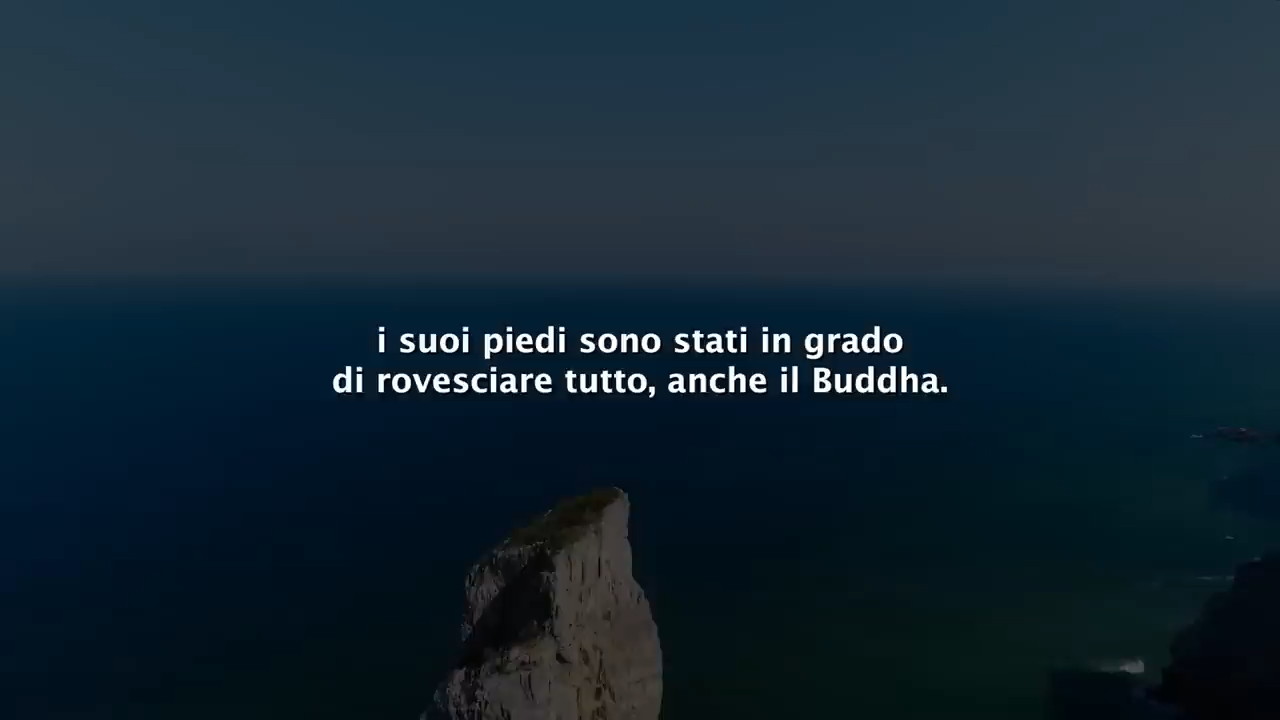 i suoi piedi sono stati in grado
di rovesciare tutto, anche il Buddha.